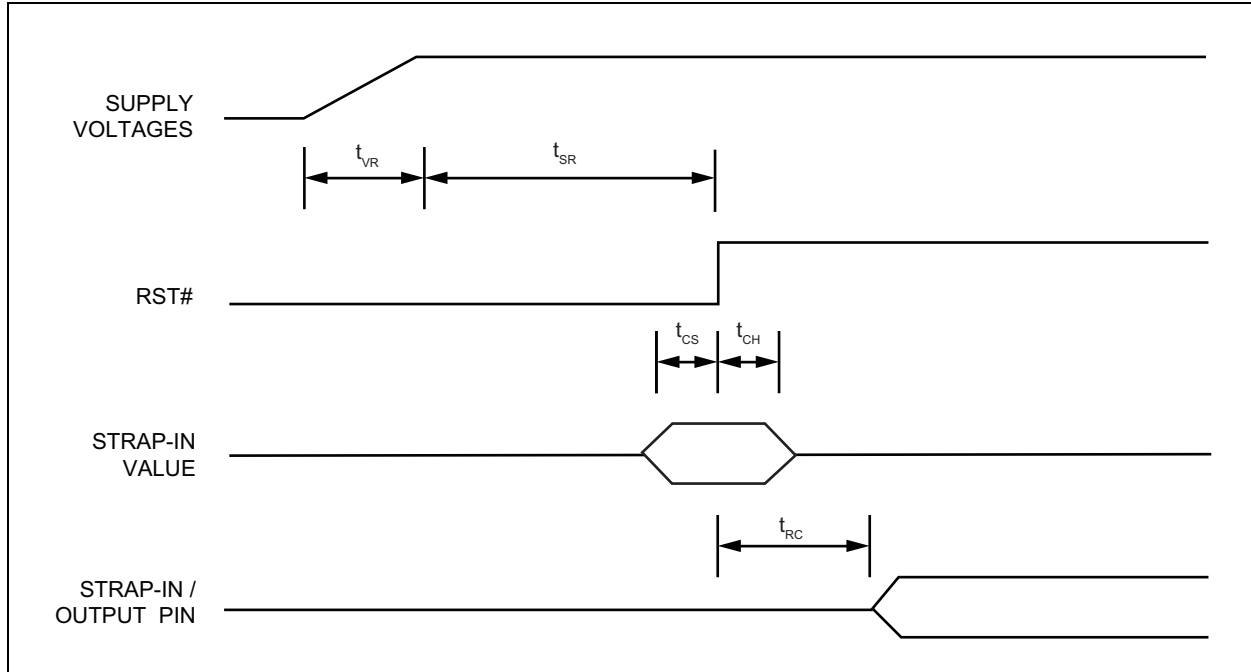 SUPPLY
VOLTAGES
tVR
tSR
RST#
tCS
tCH
STRAP-IN
VALUE
tRC
STRAP-IN /
OUTPUT PIN